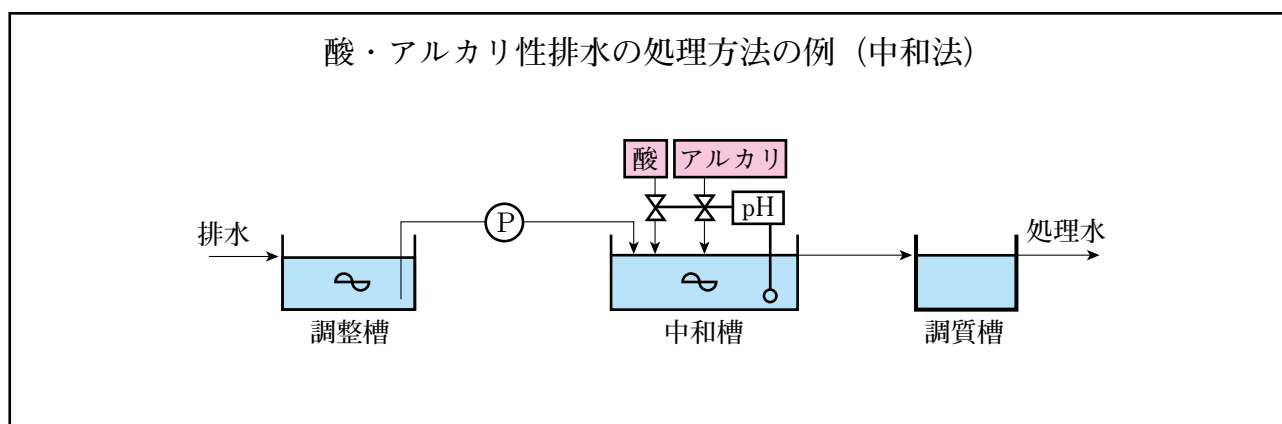 酸・アルカリ性排水の処理方法の例（中和法）
酸
アルカリ
pH
P
排水
処理水
調整槽
中和槽
調質槽